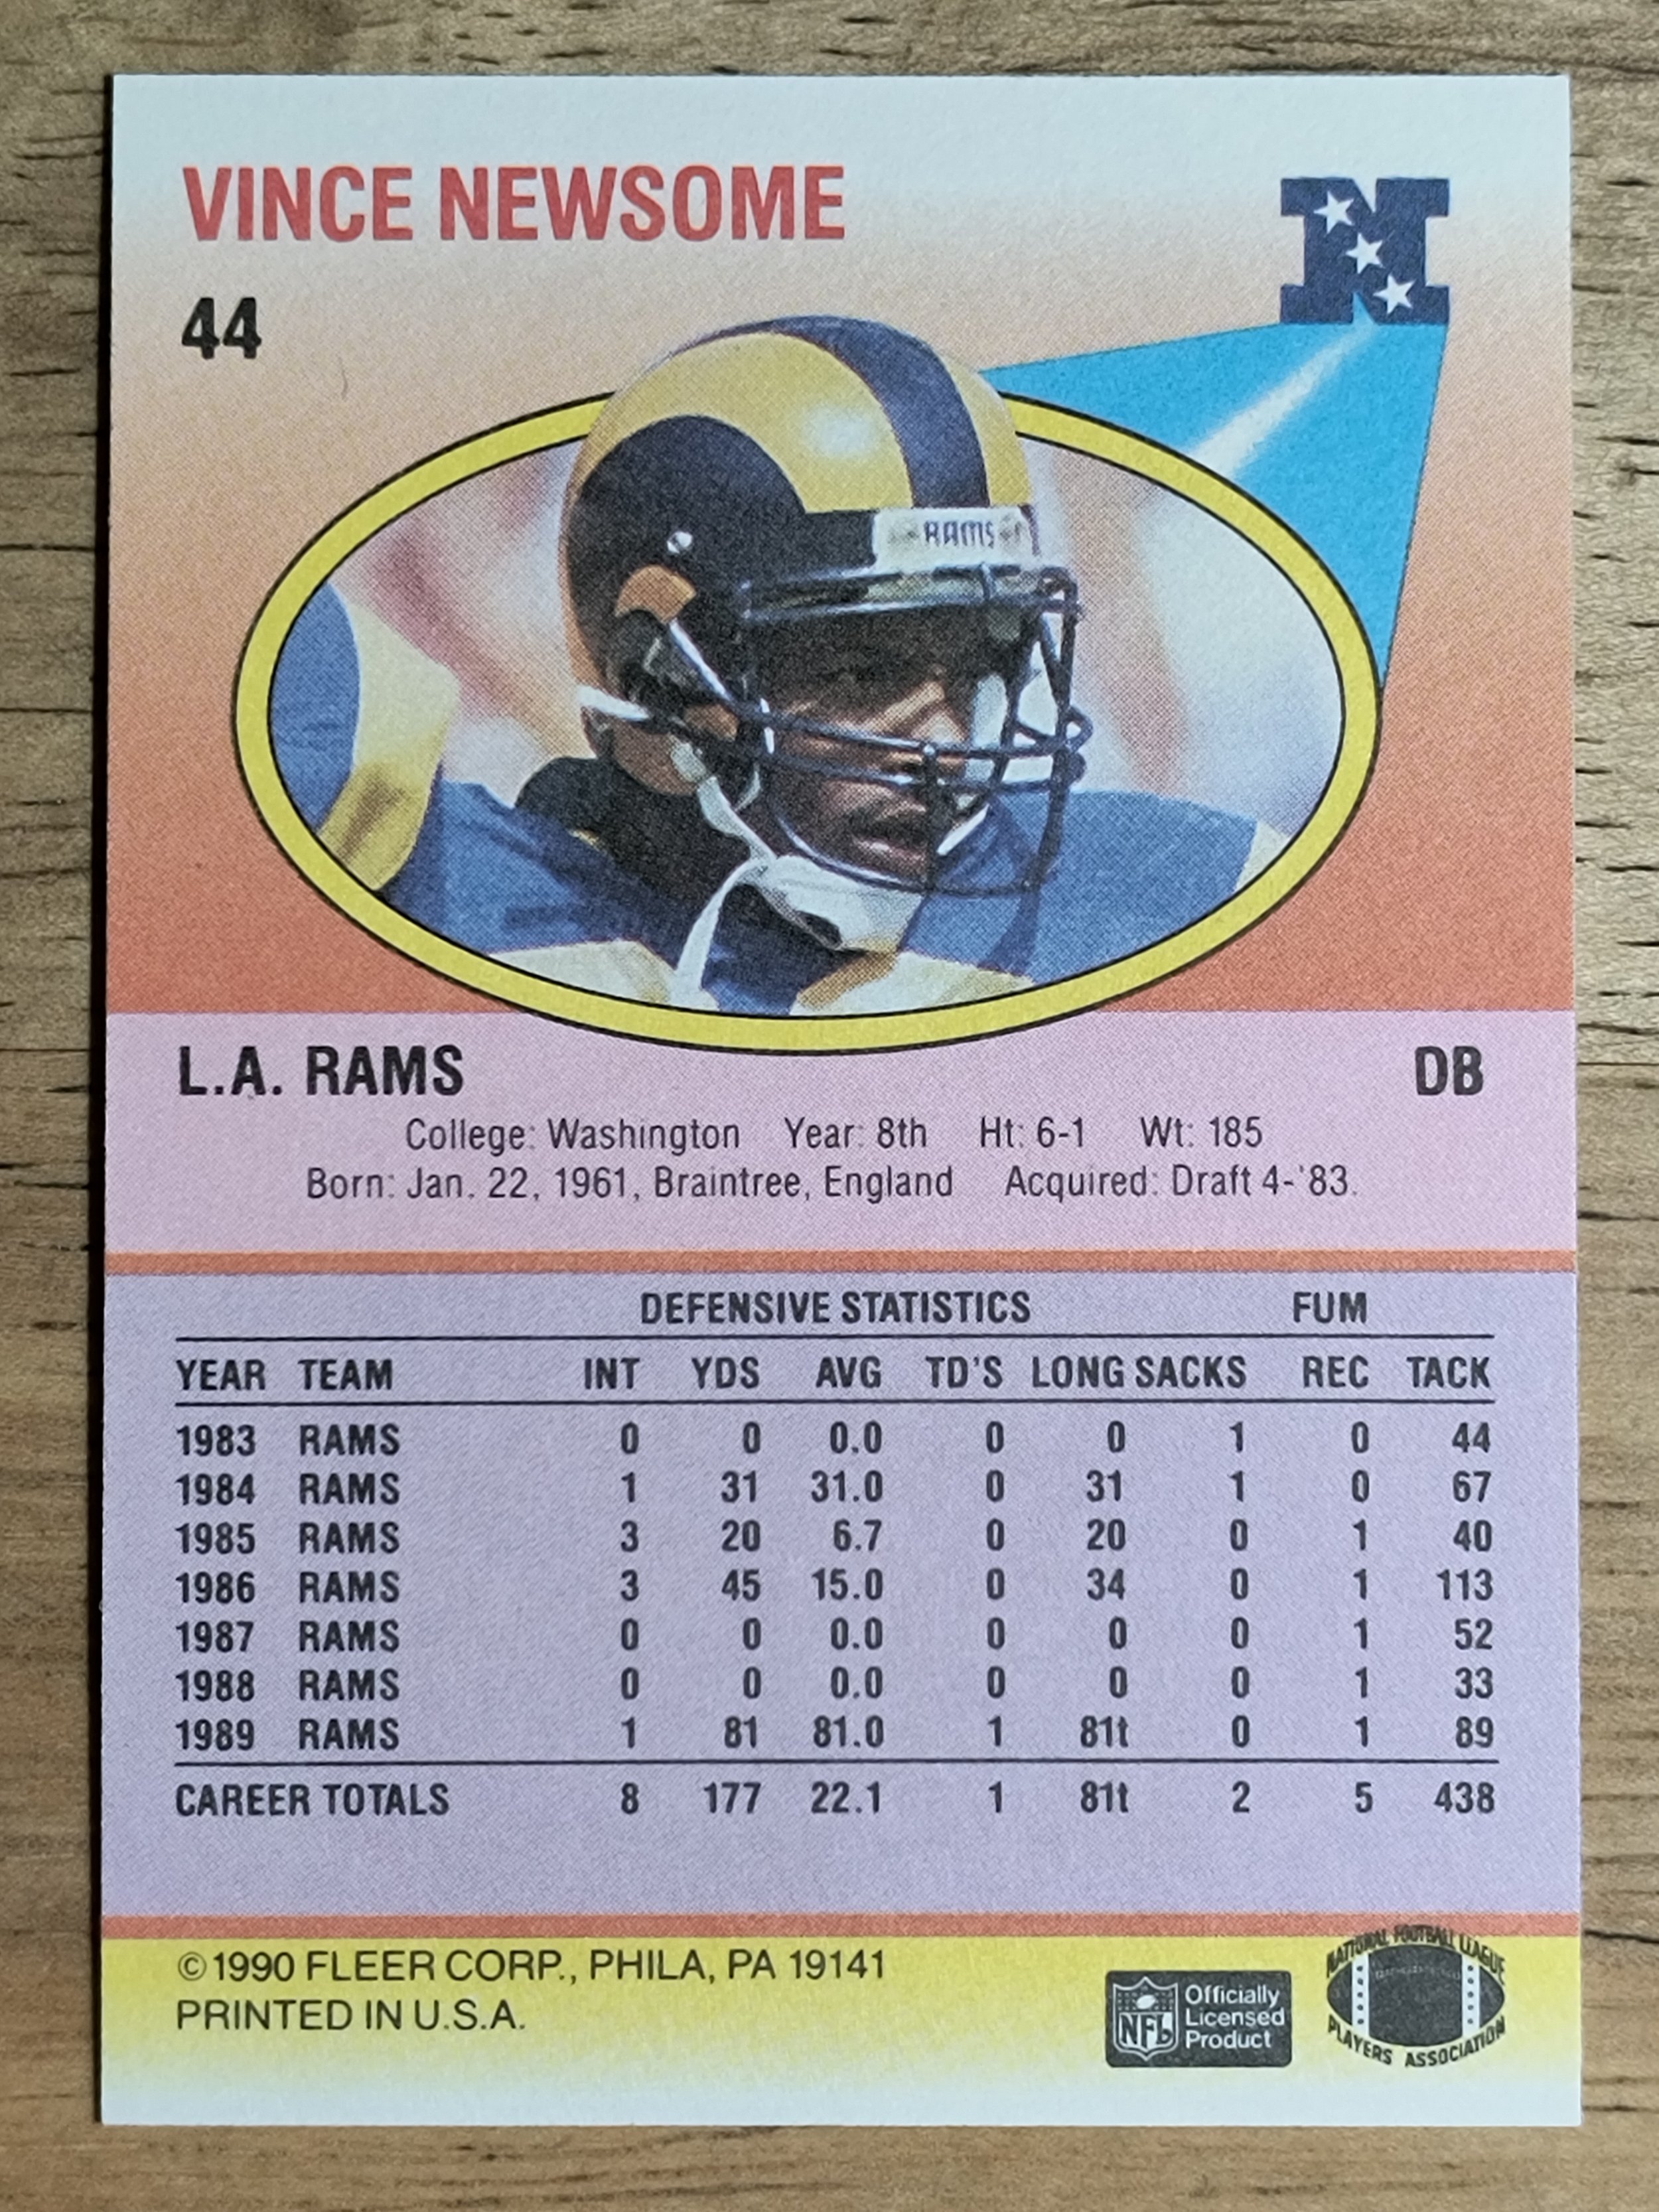 VINCE NEWSOME
44
RAMS
L.A. RAMS DB
College: Washington Year: 8th Ht: 6-1 Wt: 185
Born: Jan. 22, 1961, Braintree, England Acquired: Draft 4-'83.
DEFENSIVE STATISTICS FUM
YEAR TEAM INT YDS AVG TD'S LONG SACKS REC TACK
1983 RAMS 0 0 0.0 0 0 1 0 44
1984 RAMS 1 31 31.0 0 31 1 0 67
1985 RAMS 3 20 6.7 0 20 0 1 40
1986 RAMS 3 45 15.0 0 34 0 1 113
1987 RAMS 0 0 0.0 0 0 0 1 52
1988 RAMS 0 0 0.0 0 0 0 1 33
1989 RAMS 1 81 81.0 1 81t 0 1 89
CAREER TOTALS 8 177 22.1 1 81t 2 5 438
©1990 FLEER CORP., PHILA, PA 19141
PRINTED IN U.S.A.
NFL
Officially
Licensed
Product
NATIONAL FOOTBALL LEAGUE
PLAYERS ASSOCIATION